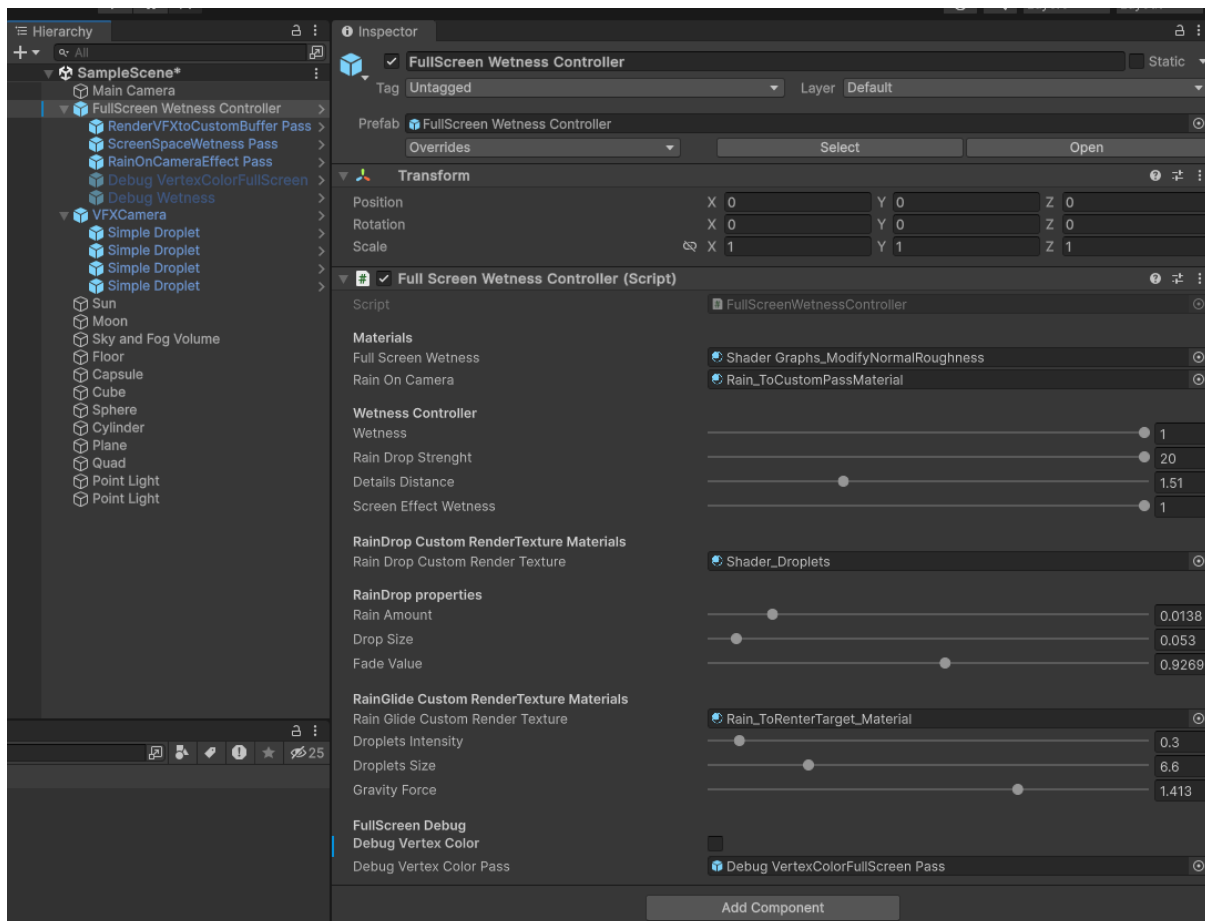 Hierarchy
All
SampleScene*
Main Camera
FullScreen Wetness Controller
RenderVFXtoCustomBuffer Pass
ScreenSpaceWetness Pass
RainOnCameraEffect Pass
Debug VertexColorFullScreen
Debug Wetness
VFXCamera
Simple Droplet
Simple Droplet
Simple Droplet
Simple Droplet
Sun
Moon
Sky and Fog Volume
Floor
Capsule
Cube
Sphere
Cylinder
Plane
Quad
Point Light
Point Light
25
Inspector
FullScreen Wetness Controller Static
Tag Untagged Layer Default
Prefab FullScreen Wetness Controller
Overrides Select Open
Transform
Position X 0 Y 0 Z 0
Rotation X 0 Y 0 Z 0
Scale X 1 Y 1 Z 1
# Full Screen Wetness Controller (Script)
Script FullScreenWetnessController
Materials
Full Screen Wetness Shader Graphs_ModifyNormalRoughness
Rain On Camera Rain_ToCustomPassMaterial
Wetness Controller
Wetness 1
Rain Drop Strenght 20
Details Distance 1.51
Screen Effect Wetness 1
RainDrop Custom RenderTexture Materials
Rain Drop Custom Render Texture Shader_Droplets
RainDrop properties
Rain Amount 0.0138
Drop Size 0.053
Fade Value 0.9269
RainGlide Custom RenderTexture Materials
Rain Glide Custom Render Texture Rain_ToRenterTarget_Material
Droplets Intensity 0.3
Droplets Size 6.6
Gravity Force 1.413
FullScreen Debug
Debug Vertex Color
Debug Vertex Color Pass Debug VertexColorFullScreen Pass
Add Component